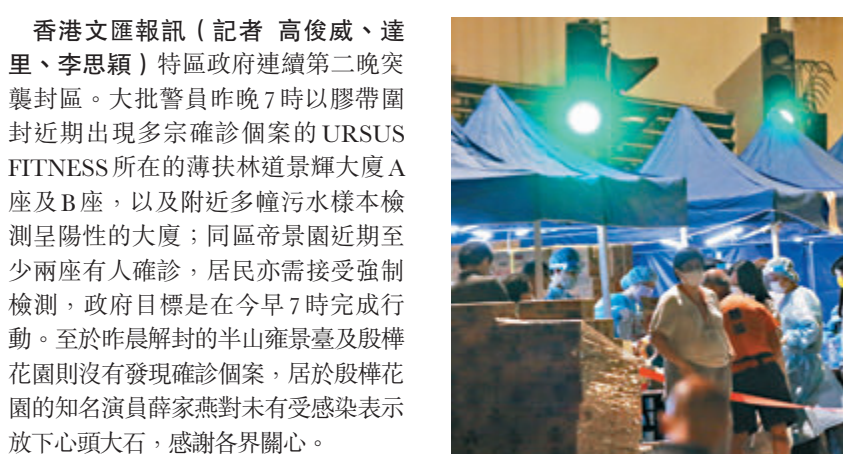 香港文匯報訊（記者 高俊威、達
里、李思穎）特區政府連續第二晚突
襲封區。大批警員昨晚7時以膠帶圍
封近期出現多宗確診個案的URSUS
FITNESS所在的薄扶林道景輝大廈A
座及B座，以及附近多幢污水樣本檢
測呈陽性的大廈；同區帝景園近期至
少兩座有人確診，居民亦需接受強制
檢測，政府目標是在今早7時完成行
動。至於昨晨解封的半山雍景臺及殷樺
花園則沒有發現確診個案，居於殷樺花
園的知名演員薛家燕對未有受感染表示
放下心頭大石，感謝各界關心。